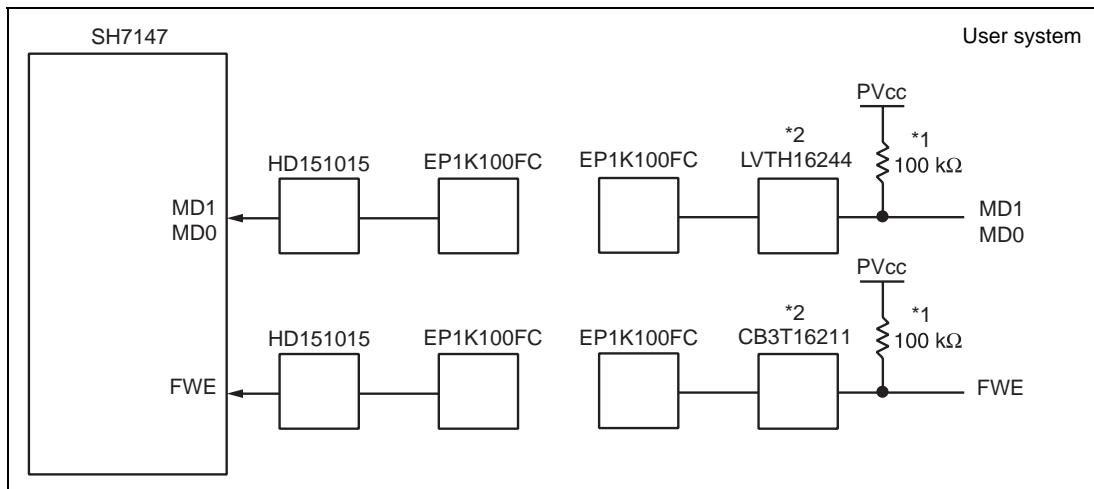 SH7147
User system
PVcc
*2
*1
HD151015
EP1K100FC
EP1K100FC
LVTH16244
100 kΩ
MD1
MD0
MD1
MD0
PVcc
*2
*1
HD151015
EP1K100FC
EP1K100FC
CB3T16211
100 kΩ
FWE
FWE